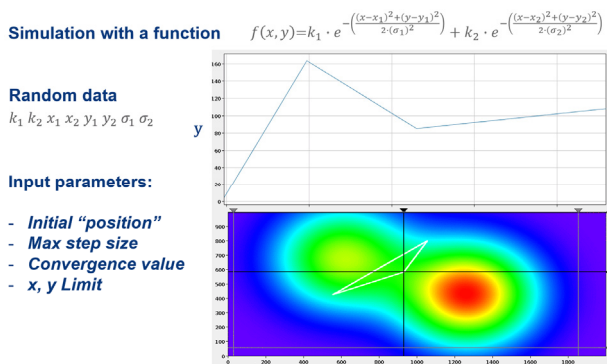 Simulation with a function
f(x, y)=k₁ · e^−(((x−x₁)²+(y−y₁)²)/(2·(σ₁)²)) + k₂ · e^−(((x−x₂)²+(y−y₂)²)/(2·(σ₂)²))
Random data
k₁ k₂ x₁ x₂ y₁ y₂ σ₁ σ₂
Input parameters:
- Initial “position”
- Max step size
- Convergence value
- x, y Limit
y
160
140
120
100
80
60
40
20
0
900
800
700
600
500
400
300
200
100
0
0 200 400 600 800 1000 1200 1400 1600 1800